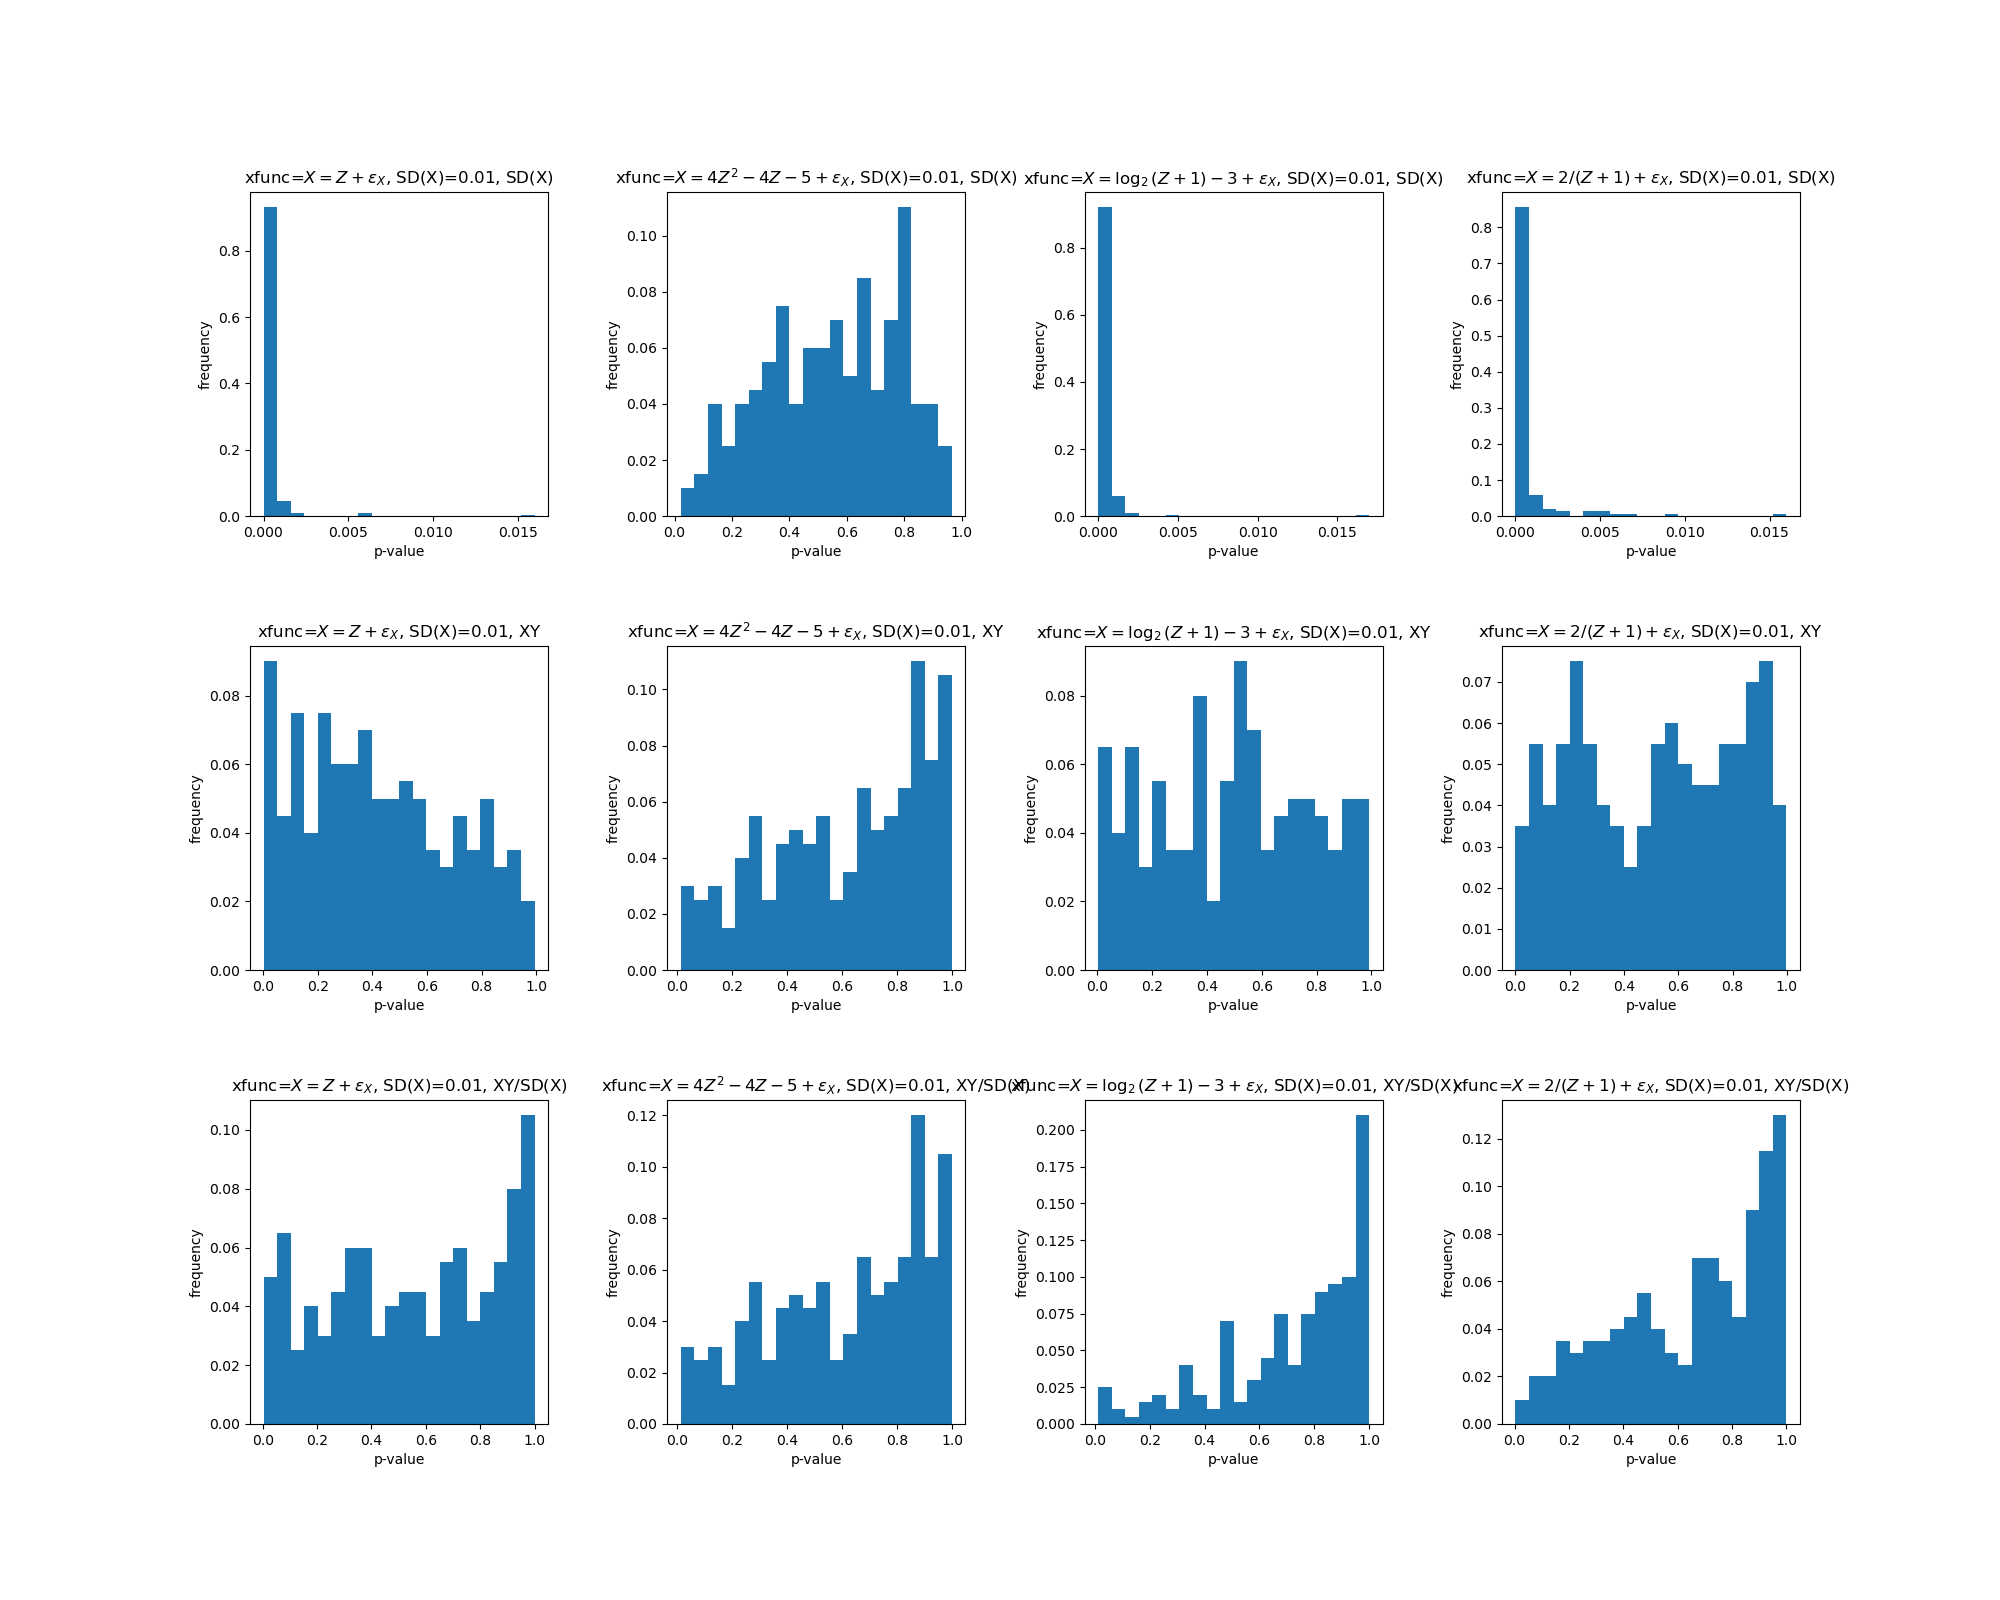 xfunc=X = Z + ε_X, SD(X)=0.01, SD(X)
0.8
0.6
0.4
0.2
0.0
frequency
0.000 0.005 0.010 0.015
p-value
xfunc=X = 4Z² − 4Z − 5 + ε_X, SD(X)=0.01, SD(X)
0.10
0.08
0.06
0.04
0.02
0.00
frequency
0.0 0.2 0.4 0.6 0.8 1.0
p-value
xfunc=X = log₂(Z + 1) − 3 + ε_X, SD(X)=0.01, SD(X)
0.8
0.6
0.4
0.2
0.0
frequency
0.000 0.005 0.010 0.015
p-value
xfunc=X = 2/(Z + 1) + ε_X, SD(X)=0.01, SD(X)
0.8
0.7
0.6
0.5
0.4
0.3
0.2
0.1
0.0
frequency
0.000 0.005 0.010 0.015
p-value
xfunc=X = Z + ε_X, SD(X)=0.01, XY
0.08
0.06
0.04
0.02
0.00
frequency
0.0 0.2 0.4 0.6 0.8 1.0
p-value
xfunc=X = 4Z² − 4Z − 5 + ε_X, SD(X)=0.01, XY
0.10
0.08
0.06
0.04
0.02
0.00
frequency
0.0 0.2 0.4 0.6 0.8 1.0
p-value
xfunc=X = log₂(Z + 1) − 3 + ε_X, SD(X)=0.01, XY
0.08
0.06
0.04
0.02
0.00
frequency
0.0 0.2 0.4 0.6 0.8 1.0
p-value
xfunc=X = 2/(Z + 1) + ε_X, SD(X)=0.01, XY
0.07
0.06
0.05
0.04
0.03
0.02
0.01
0.00
frequency
0.0 0.2 0.4 0.6 0.8 1.0
p-value
xfunc=X = Z + ε_X, SD(X)=0.01, XY/SD(X)
0.10
0.08
0.06
0.04
0.02
0.00
frequency
0.0 0.2 0.4 0.6 0.8 1.0
p-value
xfunc=X = 4Z² − 4Z − 5 + ε_X, SD(X)=0.01, XY/SD(X)
0.12
0.10
0.08
0.06
0.04
0.02
0.00
frequency
0.0 0.2 0.4 0.6 0.8 1.0
p-value
xfunc=X = log₂(Z + 1) − 3 + ε_X, SD(X)=0.01, XY/SD(X)
0.200
0.175
0.150
0.125
0.100
0.075
0.050
0.025
0.000
frequency
0.0 0.2 0.4 0.6 0.8 1.0
p-value
xfunc=X = 2/(Z + 1) + ε_X, SD(X)=0.01, XY/SD(X)
0.12
0.10
0.08
0.06
0.04
0.02
0.00
frequency
0.0 0.2 0.4 0.6 0.8 1.0
p-value